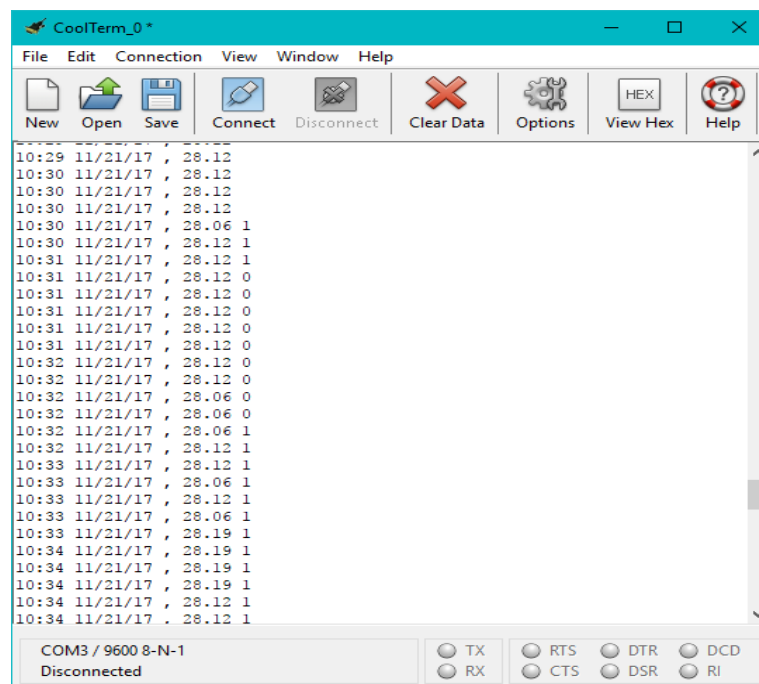 CoolTerm_0 *
File Edit Connection View Window Help
New Open Save Connect Disconnect Clear Data Options HEX View Hex Help
10:29 11/21/17 , 28.12
10:30 11/21/17 , 28.12
10:30 11/21/17 , 28.12
10:30 11/21/17 , 28.12
10:30 11/21/17 , 28.06 1
10:30 11/21/17 , 28.12 1
10:31 11/21/17 , 28.12 1
10:31 11/21/17 , 28.12 0
10:31 11/21/17 , 28.12 0
10:31 11/21/17 , 28.12 0
10:31 11/21/17 , 28.12 0
10:31 11/21/17 , 28.12 0
10:32 11/21/17 , 28.12 0
10:32 11/21/17 , 28.12 0
10:32 11/21/17 , 28.06 0
10:32 11/21/17 , 28.06 0
10:32 11/21/17 , 28.06 1
10:32 11/21/17 , 28.12 1
10:33 11/21/17 , 28.12 1
10:33 11/21/17 , 28.06 1
10:33 11/21/17 , 28.12 1
10:33 11/21/17 , 28.06 1
10:33 11/21/17 , 28.19 1
10:34 11/21/17 , 28.19 1
10:34 11/21/17 , 28.19 1
10:34 11/21/17 , 28.19 1
10:34 11/21/17 , 28.12 1
10:34 11/21/17 , 28.12 1
COM3 / 9600 8-N-1 TX RTS DTR DCD
Disconnected RX CTS DSR RI